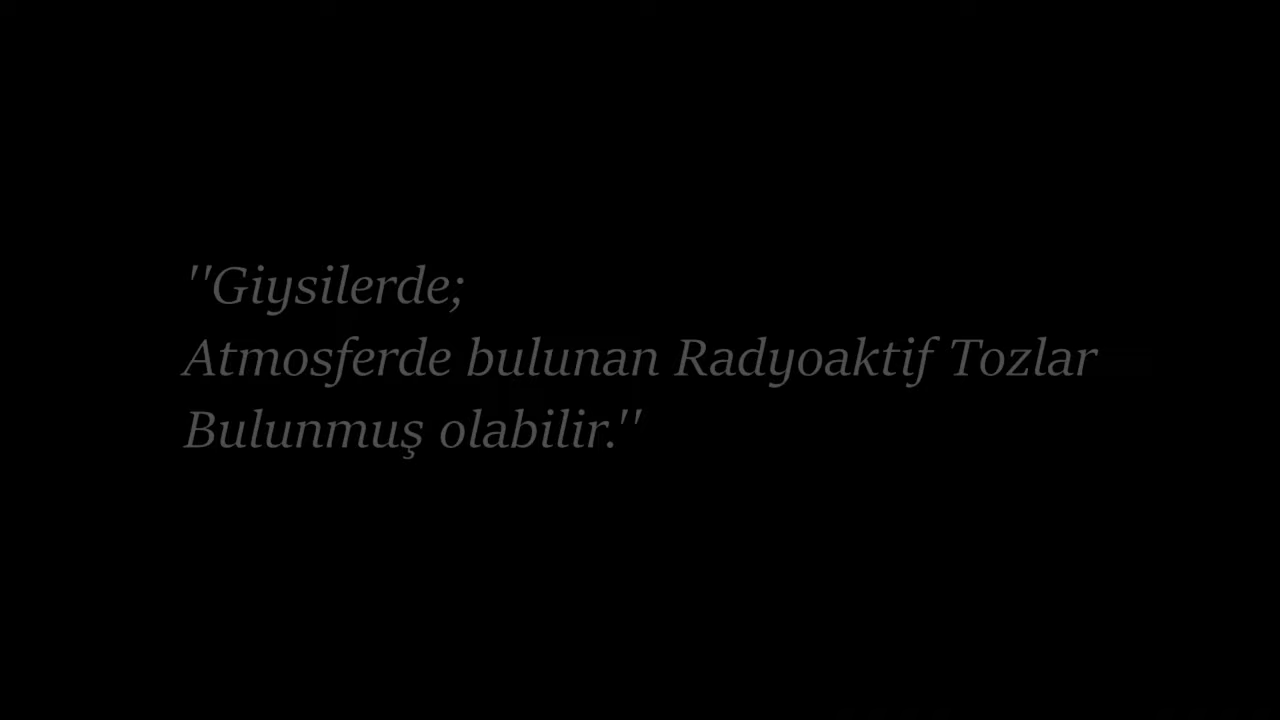 "Giysilerde;
Atmosferde bulunan Radyoaktif Tozlar
Bulunmuş olabilir."